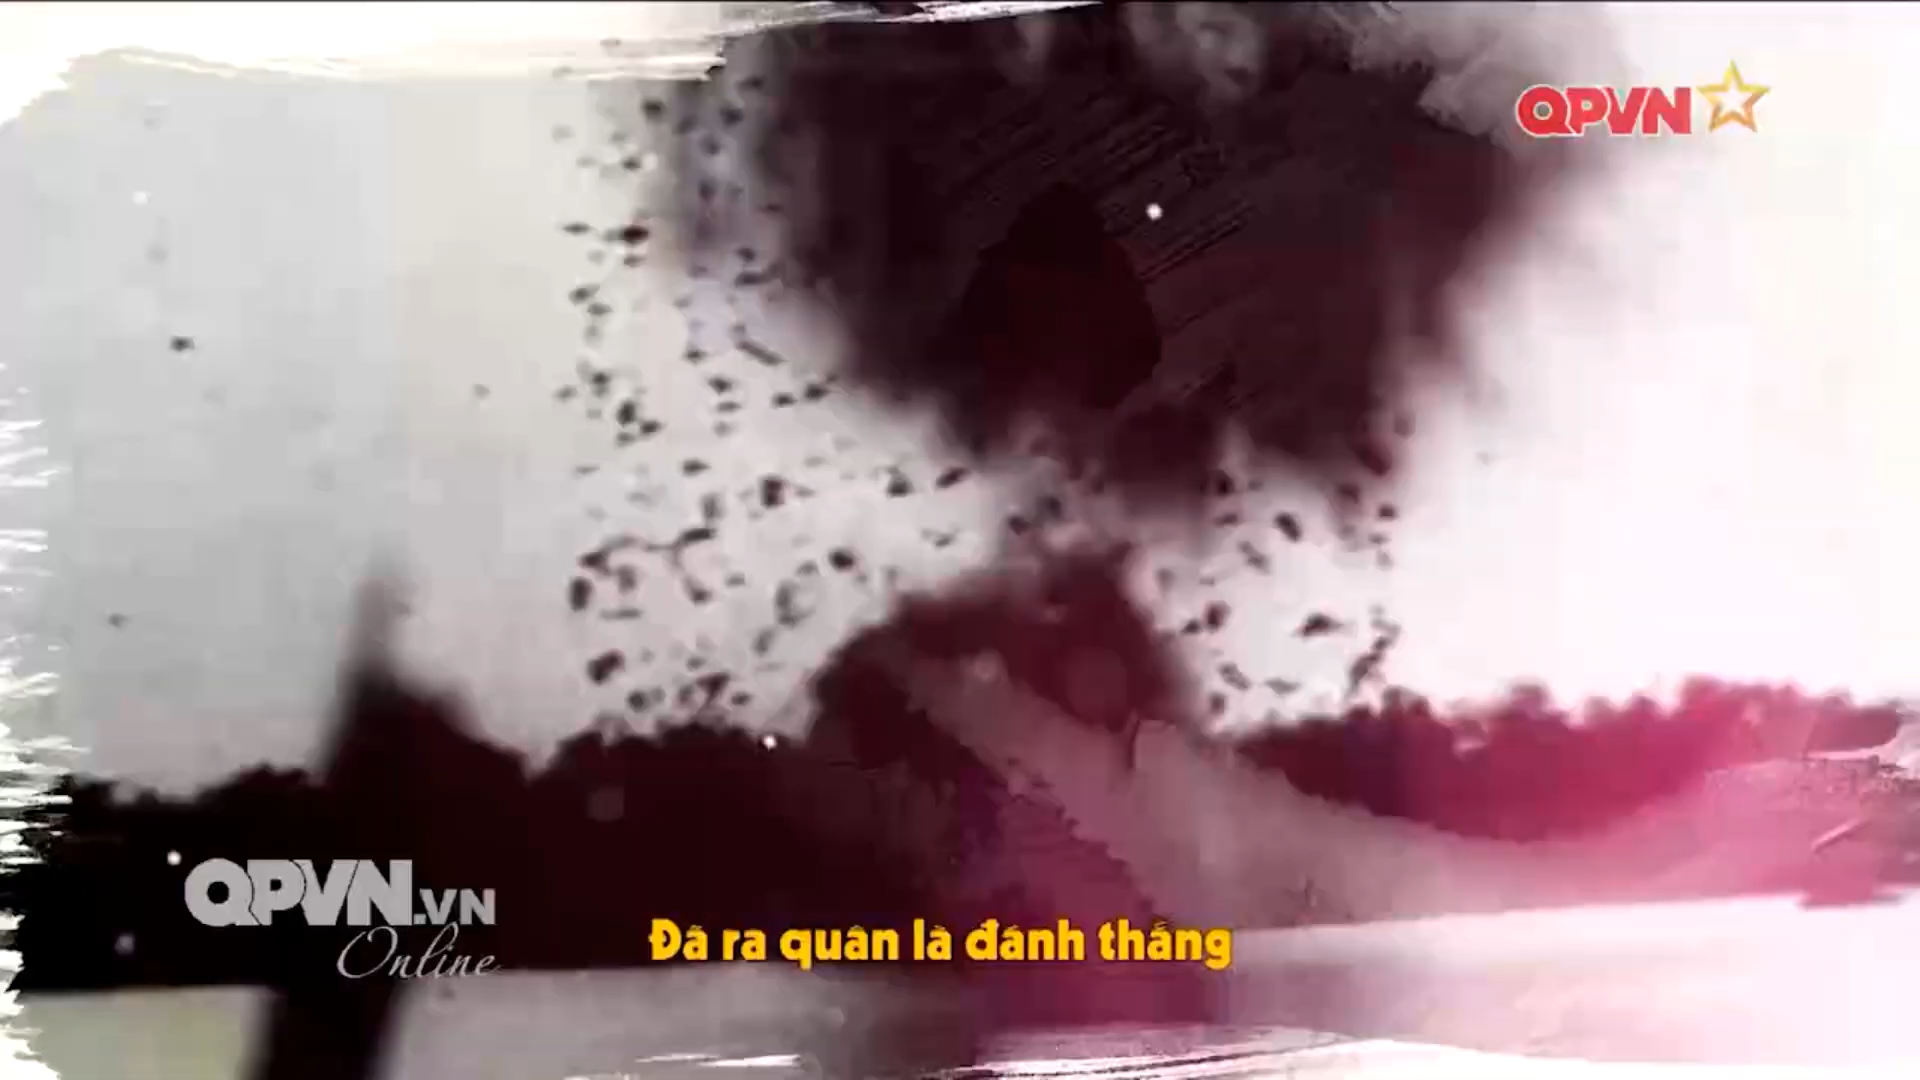 QPVN
QPVN.VN
Online
Đã ra quân là đánh thắng